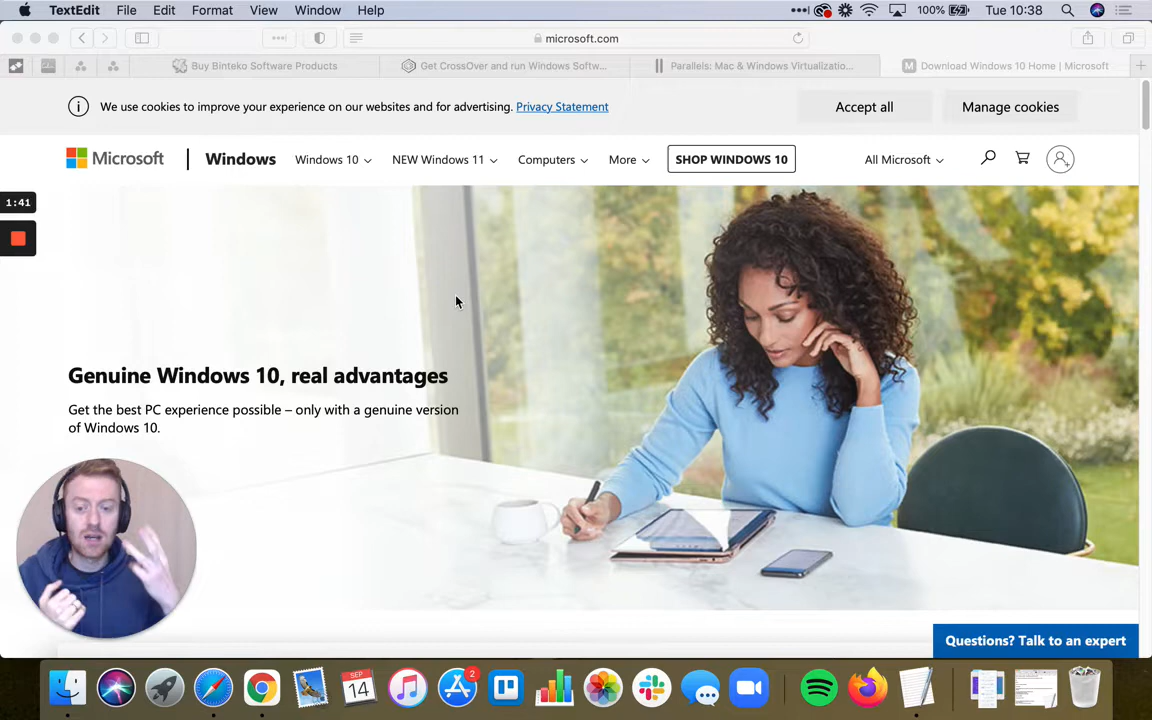 TextEdit File Edit Format View Window Help 100% Tue 10:38
microsoft.com
Buy Binteko Software Products Get CrossOver and run Windows Softw... Parallels: Mac & Windows Virtualizatio... Download Windows 10 Home | Microsoft
We use cookies to improve your experience on our websites and for advertising. Privacy Statement Accept all Manage cookies
Microsoft Windows Windows 10 NEW Windows 11 Computers More SHOP WINDOWS 10 All Microsoft
1:41
Genuine Windows 10, real advantages
Get the best PC experience possible – only with a genuine version
of Windows 10.
Questions? Talk to an expert
SEP
14
2